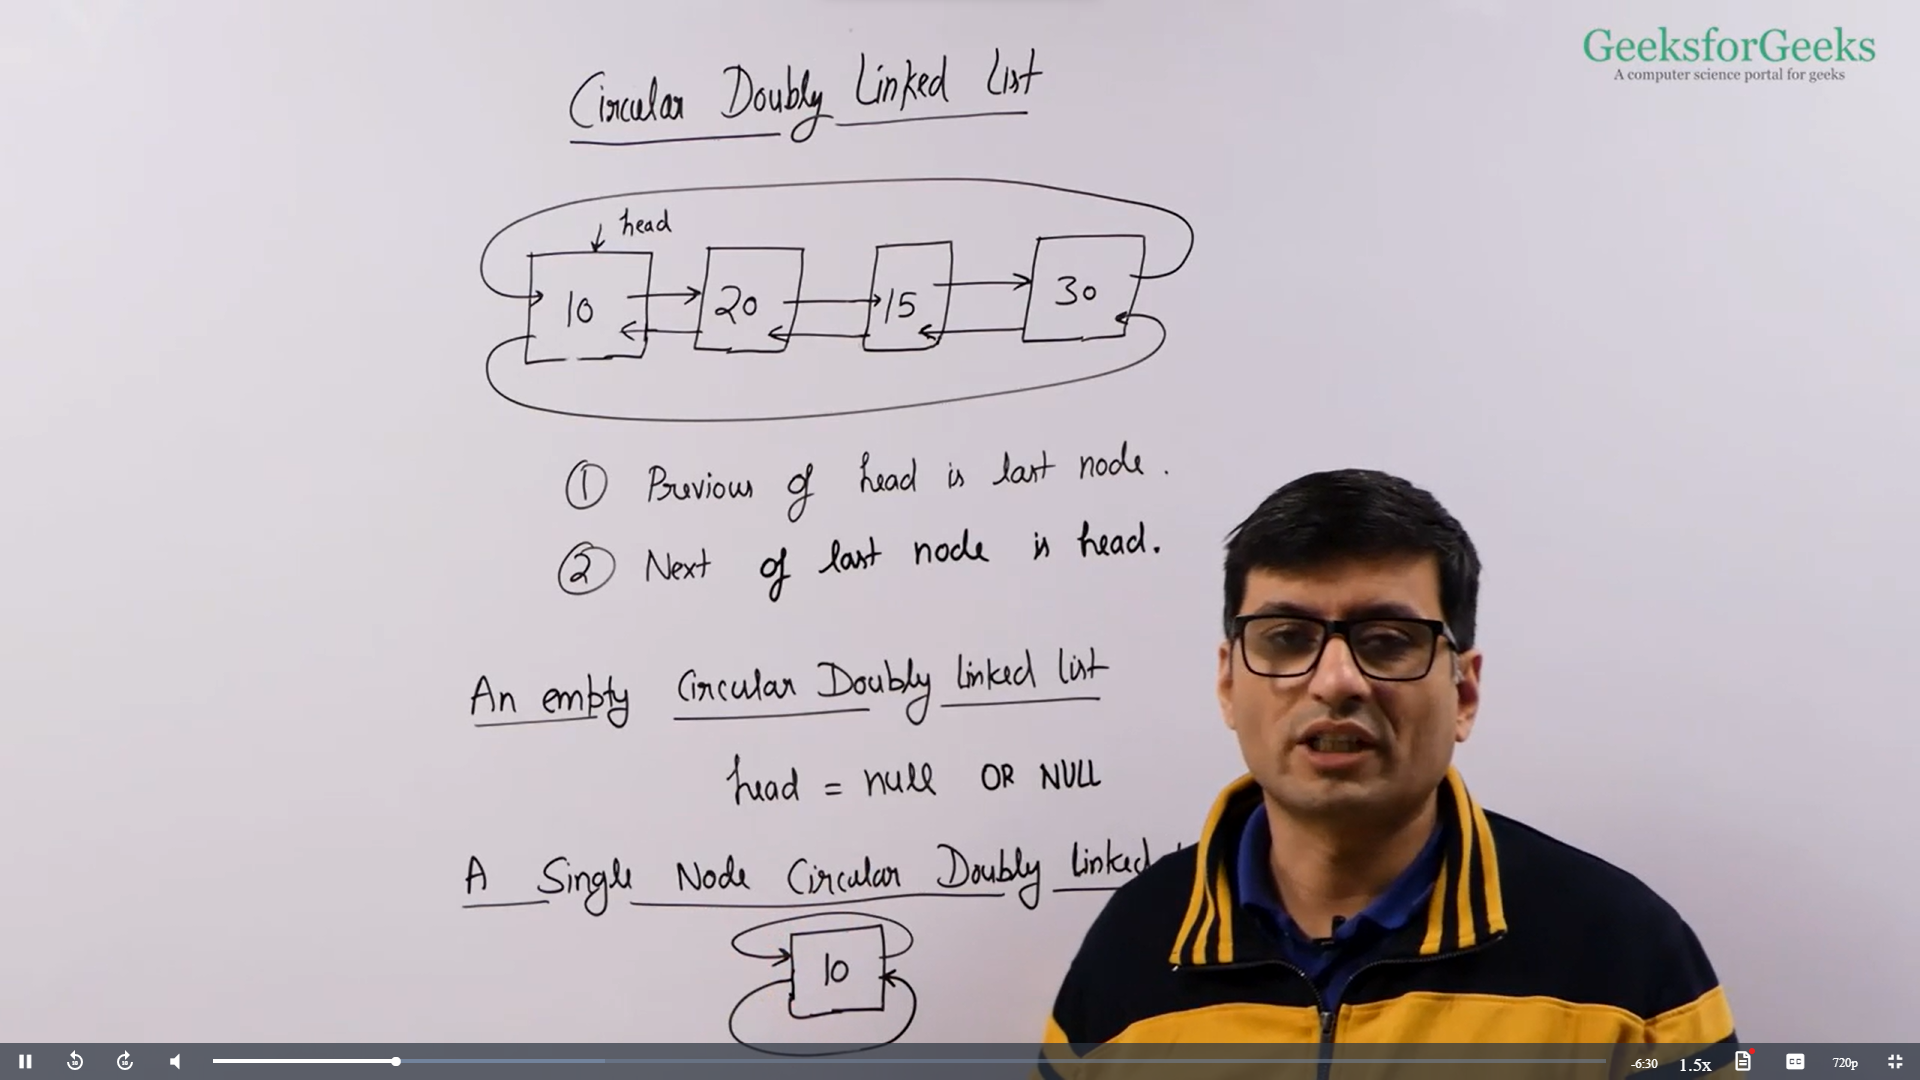 GeeksforGeeks
A computer science portal for geeks
Circular Doubly Linked List
head
10 20 15 30
① Previous of head is last node.
② Next of last node is head.
An empty Circular Doubly linked list
head = null OR NULL
A Single Node Circular Doubly linked
10
-6:30 1.5x CC 720p